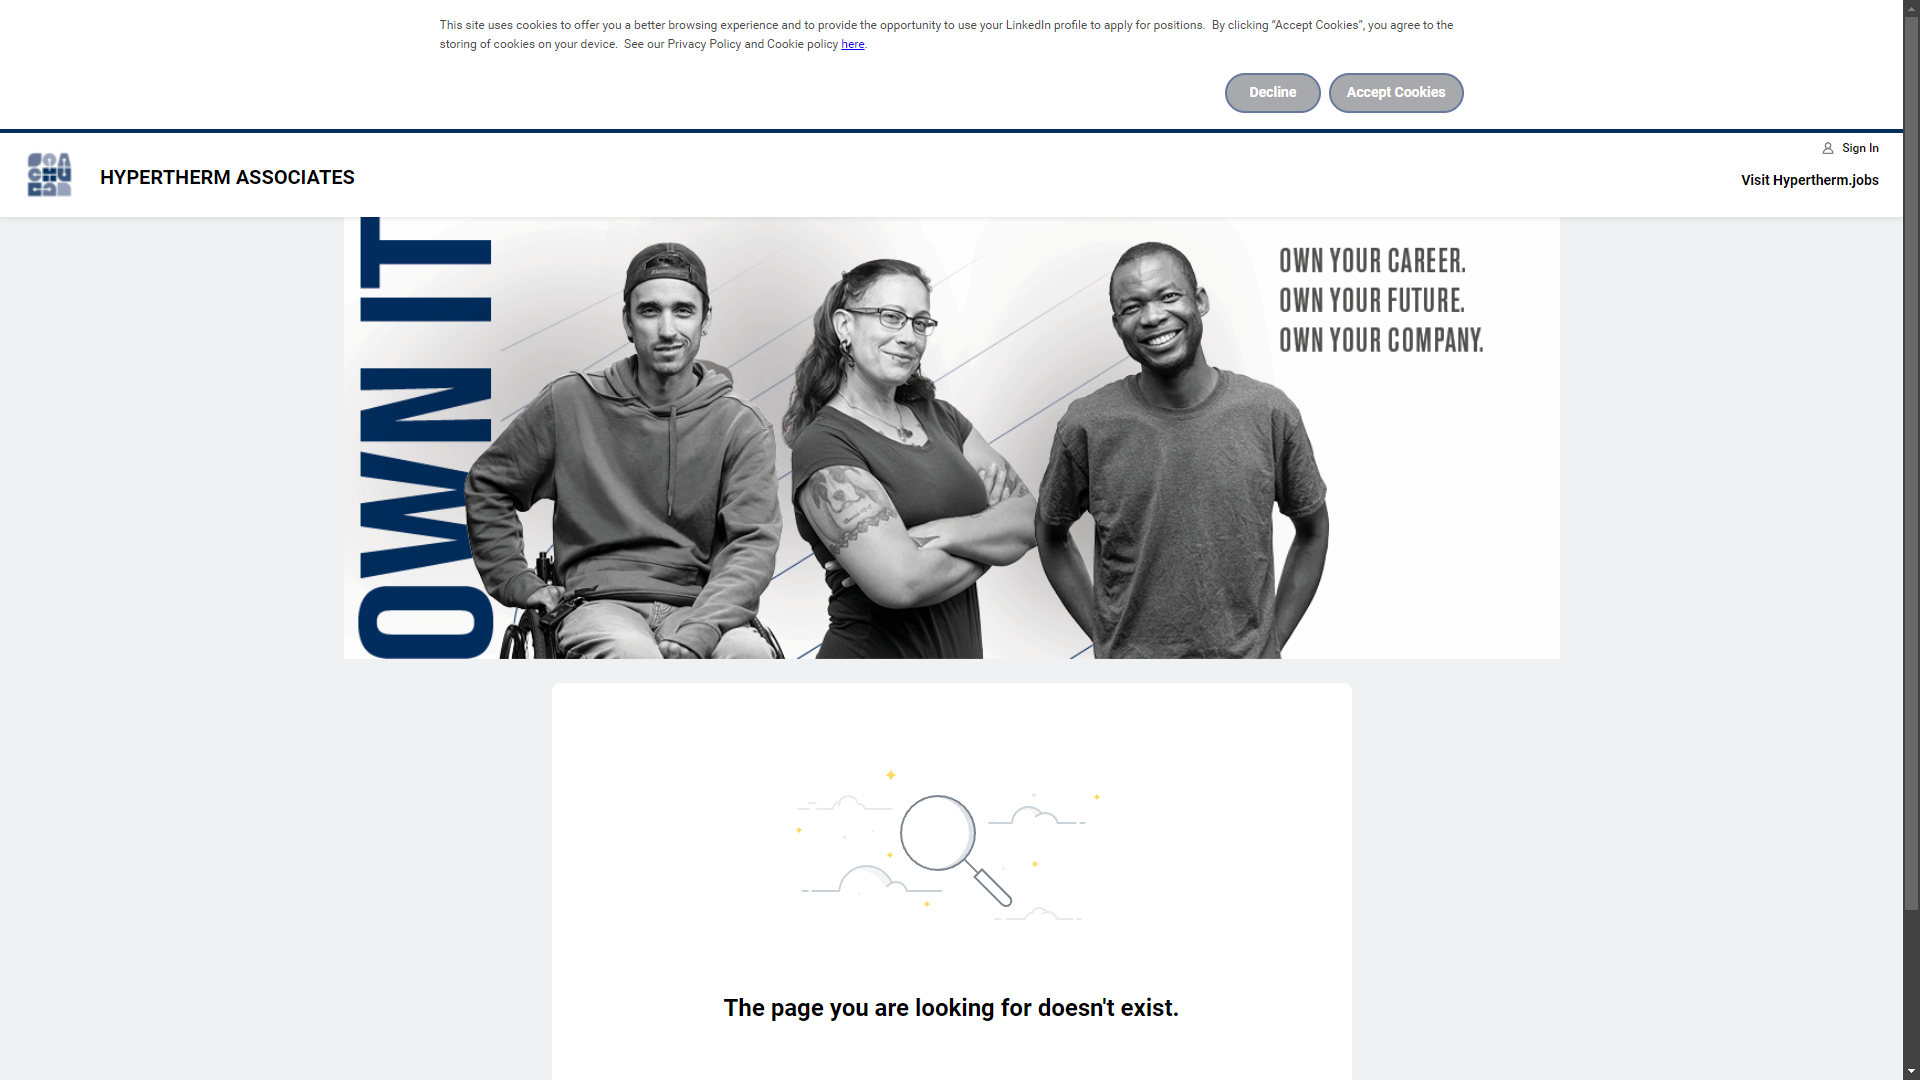 This site uses cookies to offer you a better browsing experience and to provide the opportunity to use your LinkedIn profile to apply for positions.  By clicking “Accept Cookies”, you agree to the
storing of cookies on your device.  See our Privacy Policy and Cookie policy here.
Decline
Accept Cookies
Sign In
HYPERTHERM ASSOCIATES
Visit Hypertherm.jobs
OWN IT
OWN YOUR CAREER.
OWN YOUR FUTURE.
OWN YOUR COMPANY.
The page you are looking for doesn't exist.